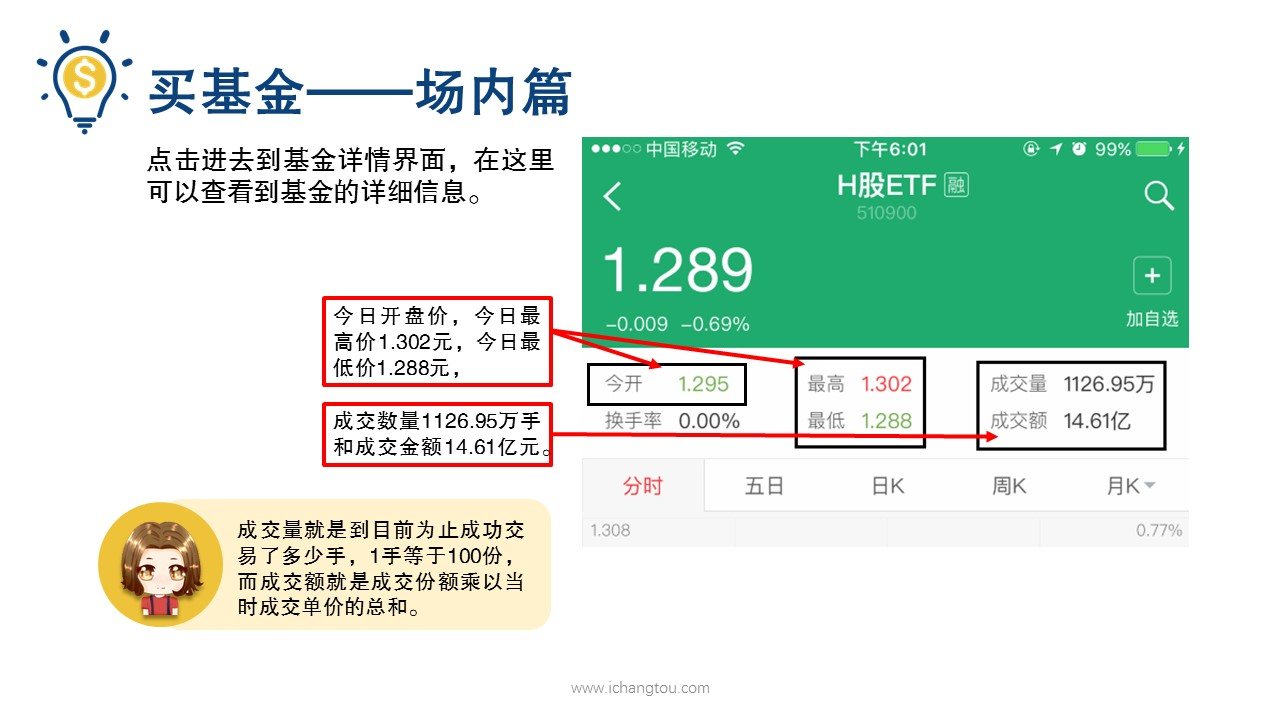 买基金——场内篇
点击进去到基金详情界面，在这里
可以查看到基金的详细信息。
今日开盘价，今日最
高价1.302元，今日最
低价1.288元，
成交数量1126.95万手
和成交金额14.61亿元。
成交量就是到目前为止成功交
易了多少手，1手等于100份，
而成交额就是成交份额乘以当
时成交单价的总和。
中国移动 下午6:01 99%
H股ETF 融
510900
1.289
-0.009 -0.69%
+
加自选
今开 1.295 最高 1.302 成交量 1126.95万
换手率 0.00% 最低 1.288 成交额 14.61亿
分时 五日 日K 周K 月K
1.308 0.77%
www.ichangtou.com